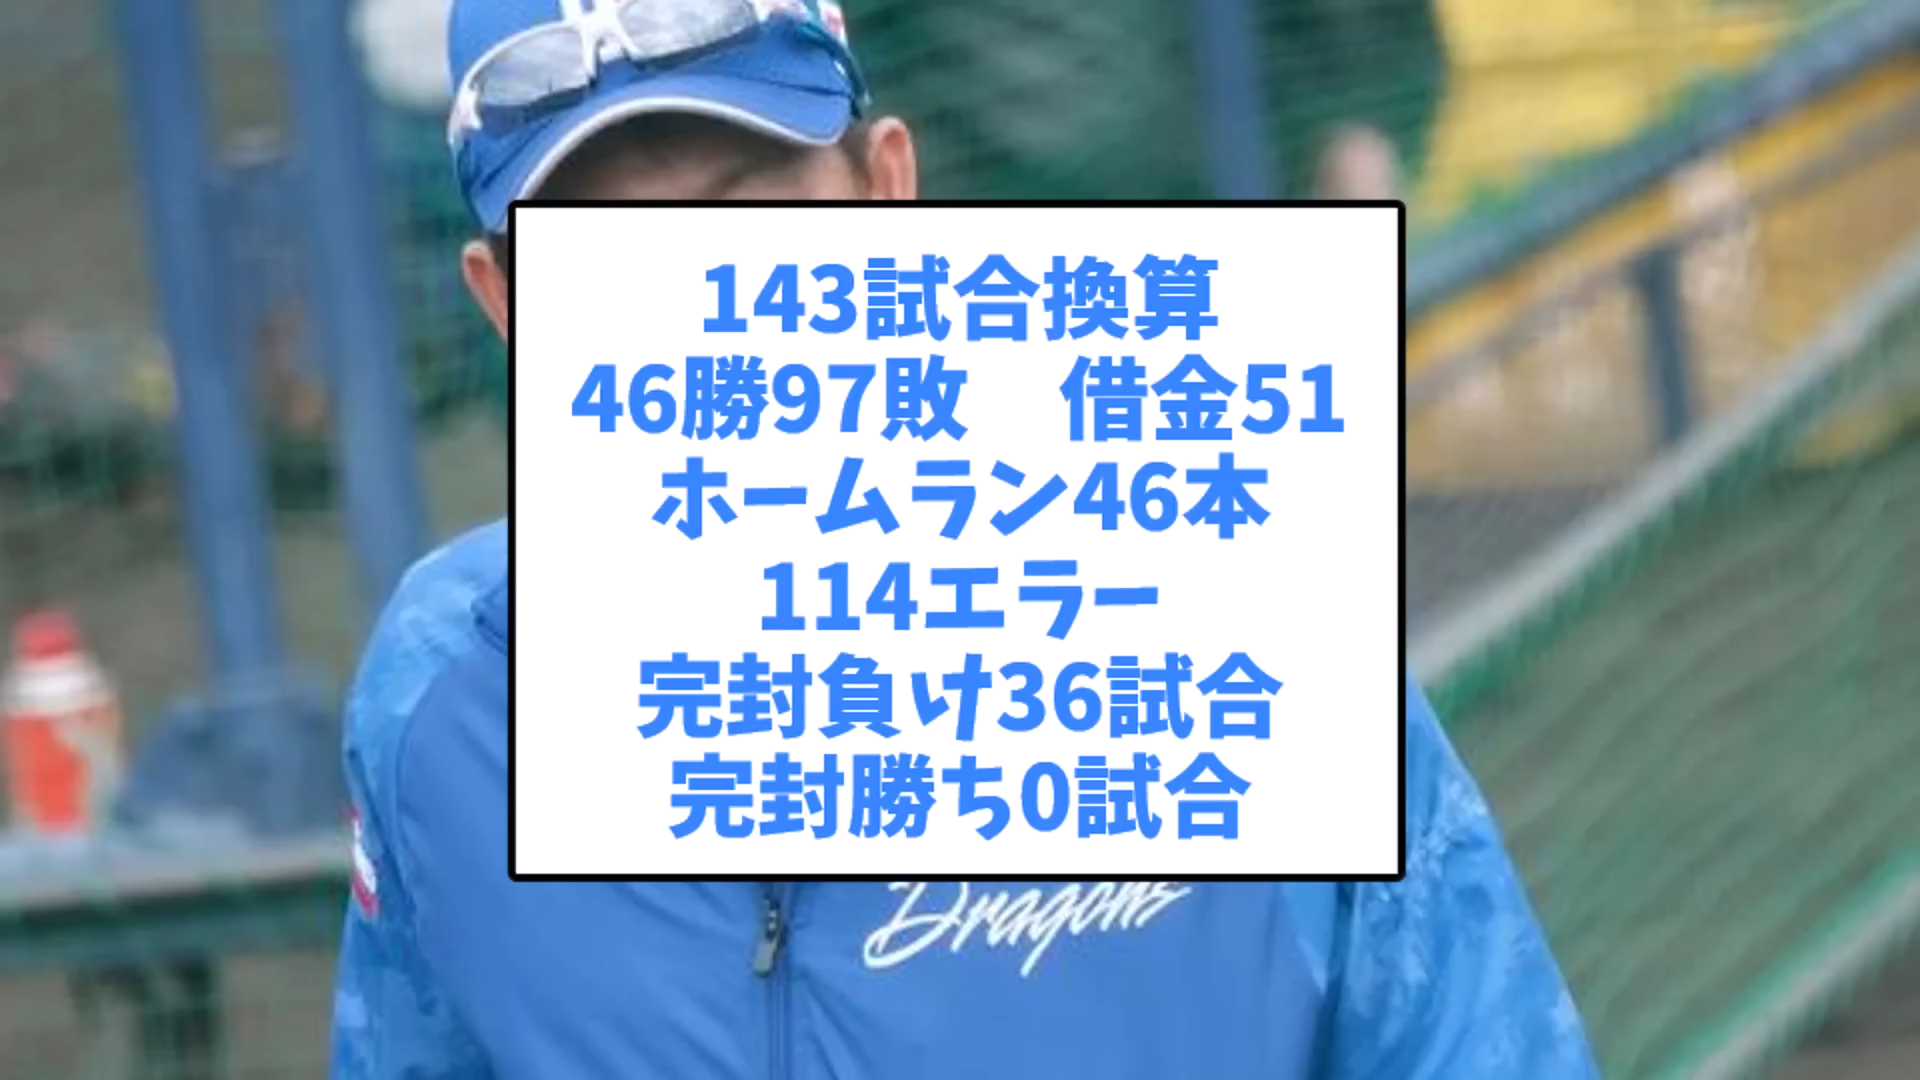 143試合換算
46勝97敗　借金51
ホームラン46本
114エラー
完封負け36試合
完封勝ち0試合
Dragons